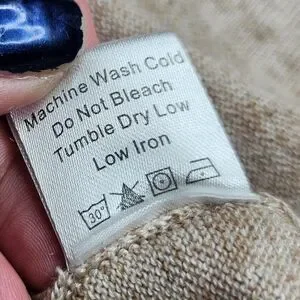 Machine Wash Cold
Do Not Bleach
Tumble Dry Low
Low Iron
30°